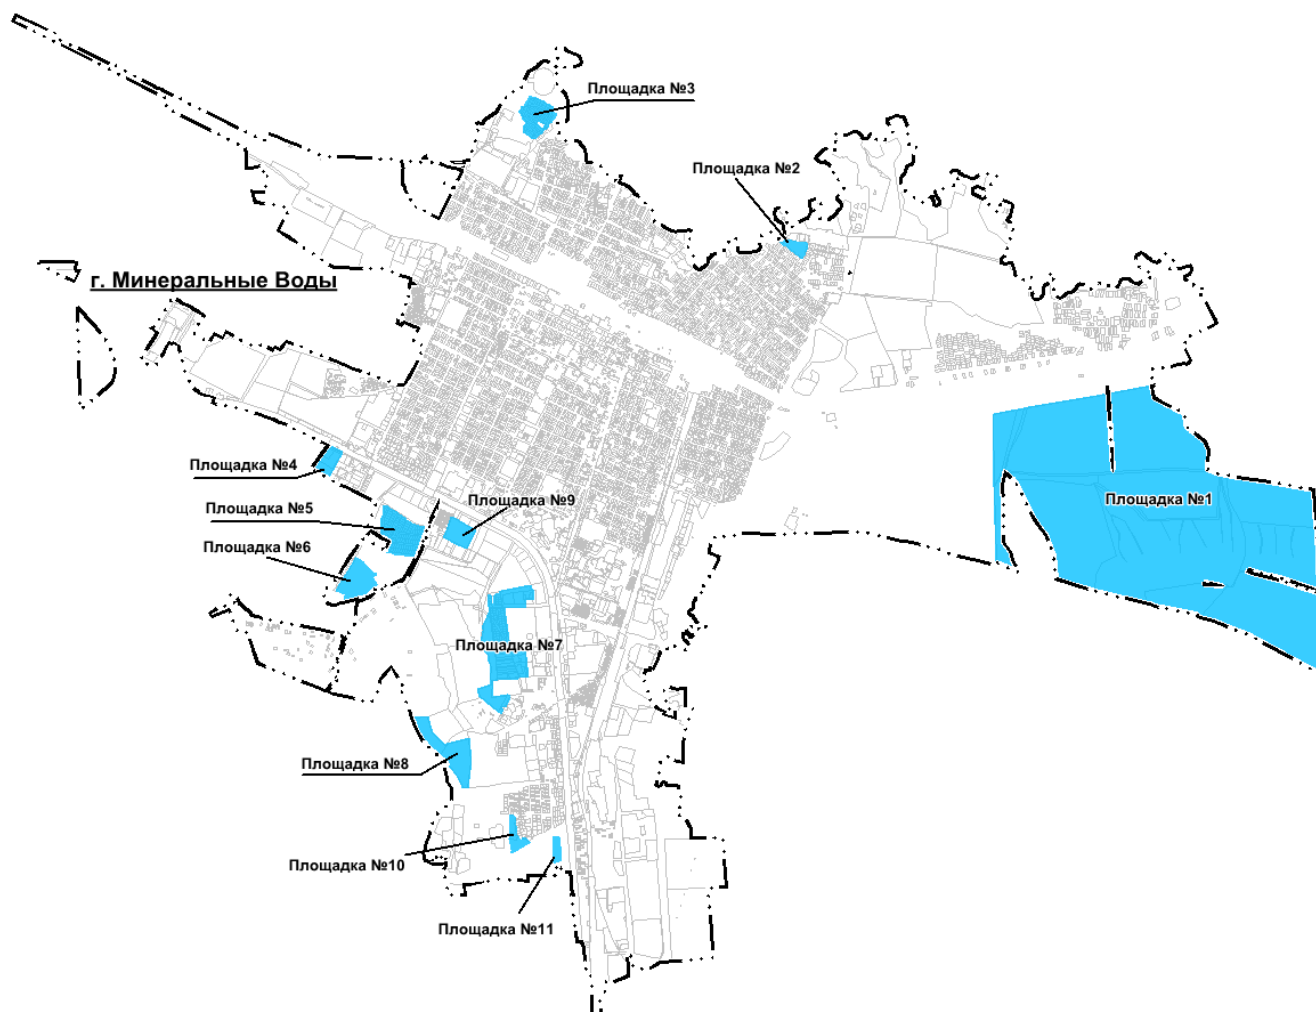 Площадка №3
Площадка №2
г. Минеральные Воды
Площадка №4
Площадка №9
Площадка №1
Площадка №5
Площадка №6
Площадка №7
Площадка №8
Площадка №10
Площадка №11